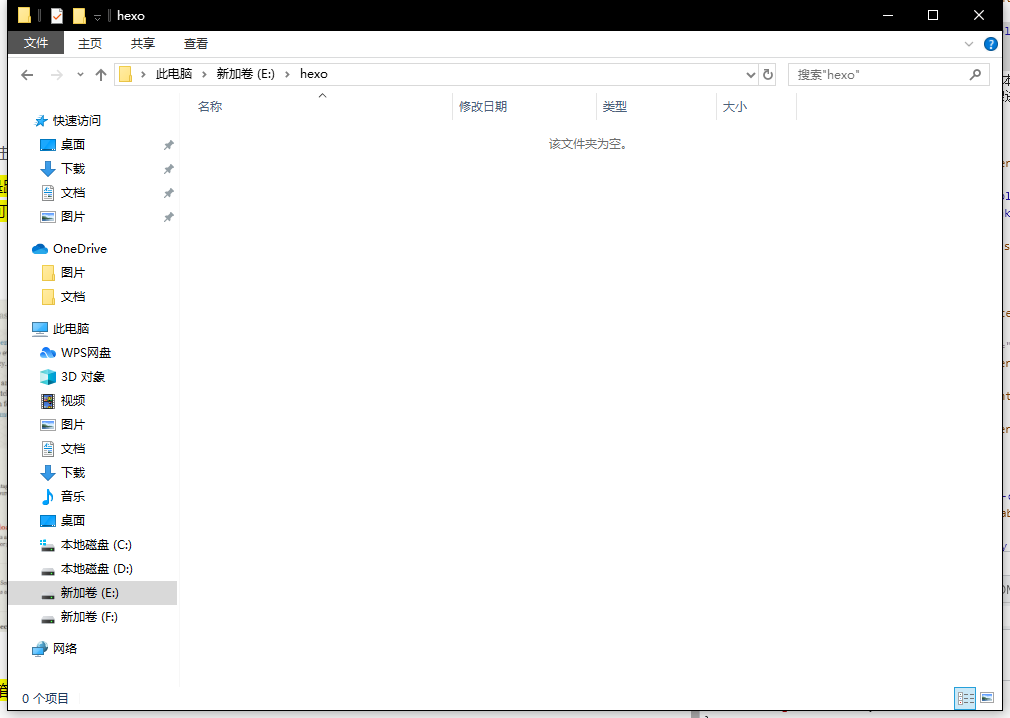 hexo
文件 主页 共享 查看
此电脑 新加卷 (E:) hexo
搜索"hexo"
名称 修改日期 类型 大小
该文件夹为空。
快速访问
桌面
下载
文档
图片
OneDrive
图片
文档
此电脑
WPS网盘
3D 对象
视频
图片
文档
下载
音乐
桌面
本地磁盘 (C:)
本地磁盘 (D:)
新加卷 (E:)
新加卷 (F:)
网络
0 个项目